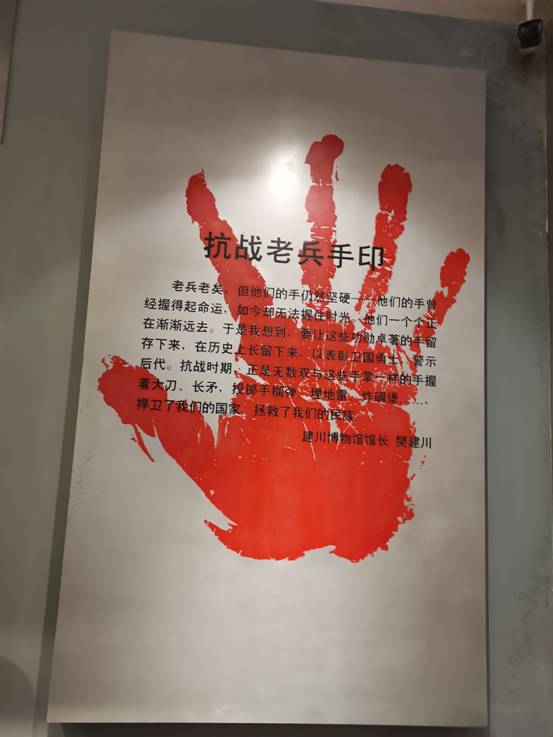 抗战老兵手印
老兵老矣，但他们的手仍然坚硬——他们的手曾
经握得起命运，如今却无法握住时光。他们一个个正
在渐渐远去。于是我想到，要让这些功勋卓著的手留
存下来，在历史上长留下来，以表彰卫国勇士，警示
后代。抗战时期，正是无数双与这些手掌一样的手握
着大刀、长矛，投掷手榴弹、埋地雷、炸碉堡……，
捍卫了我们的国家，拯救了我们的民族
建川博物馆馆长 樊建川